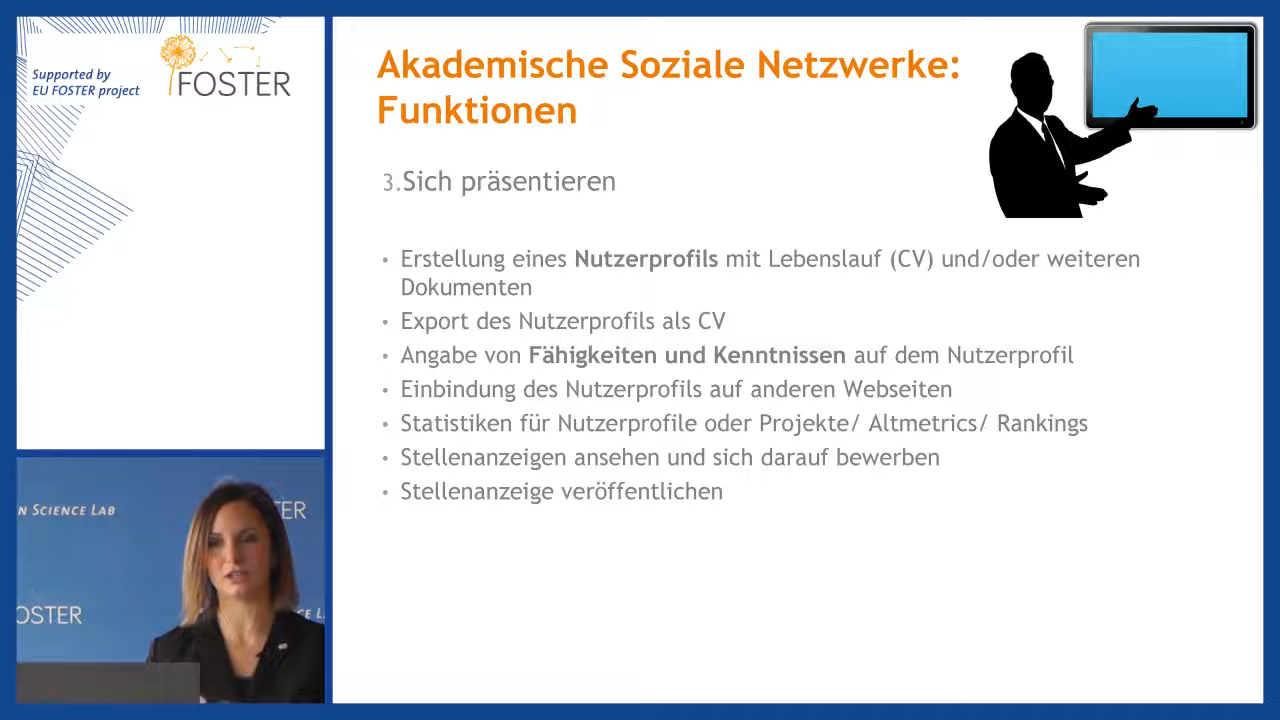 Supported by
EU FOSTER project
FOSTER
Akademische Soziale Netzwerke:
Funktionen
3.Sich präsentieren
• Erstellung eines Nutzerprofils mit Lebenslauf (CV) und/oder weiteren
Dokumenten
• Export des Nutzerprofils als CV
• Angabe von Fähigkeiten und Kenntnissen auf dem Nutzerprofil
• Einbindung des Nutzerprofils auf anderen Webseiten
• Statistiken für Nutzerprofile oder Projekte/ Altmetrics/ Rankings
• Stellenanzeigen ansehen und sich darauf bewerben
• Stellenanzeige veröffentlichen
N SCIENCE LAB
TER
OSTER
CE L